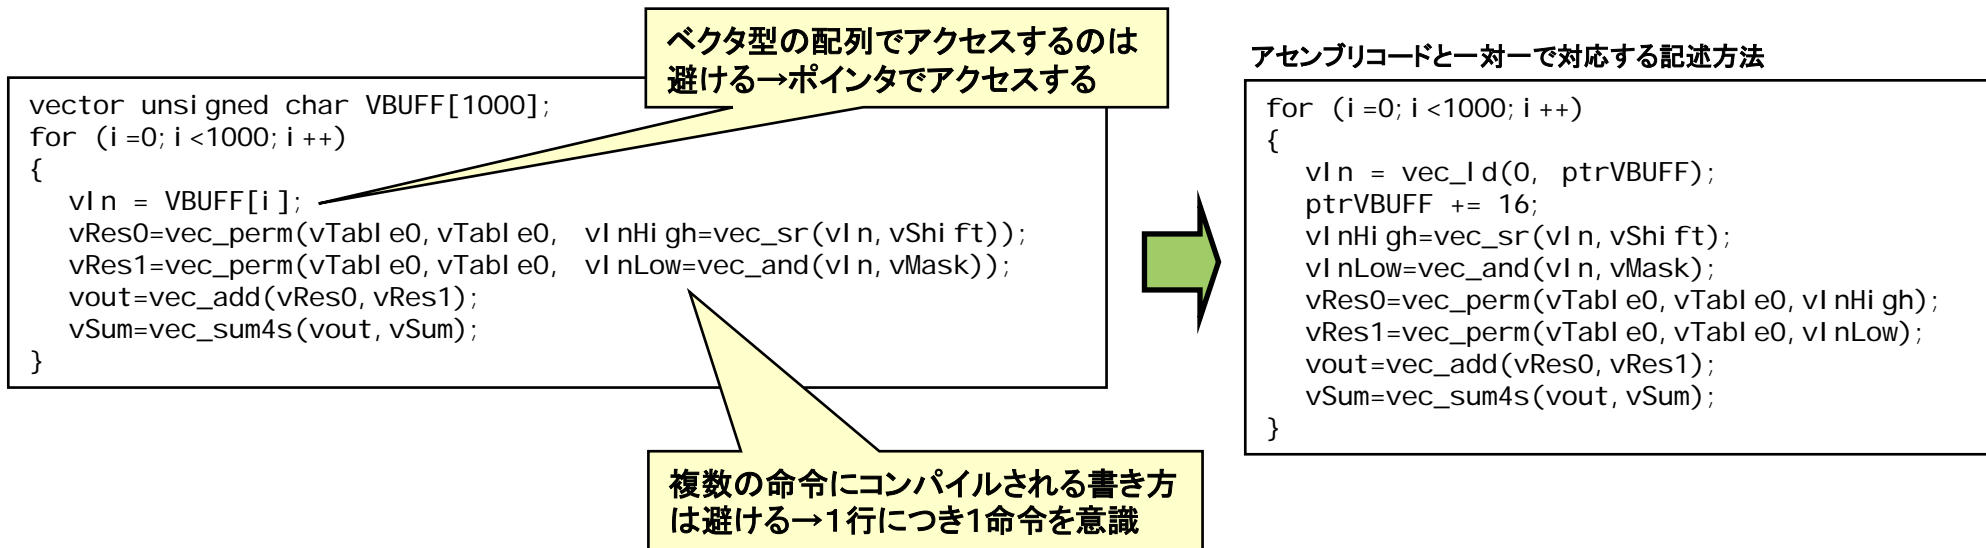 ベクタ型の配列でアクセスするのは
避ける→ポインタでアクセスする
vector unsigned char VBUFF[1000];
for (i=0;i<1000;i++)
{
vIn = VBUFF[i];
vRes0=vec_perm(vTable0,vTable0, vInHigh=vec_sr(vIn,vShift));
vRes1=vec_perm(vTable0,vTable0, vInLow=vec_and(vIn,vMask));
vout=vec_add(vRes0,vRes1);
vSum=vec_sum4s(vout,vSum);
}
複数の命令にコンパイルされる書き方
は避ける→1行につき1命令を意識
アセンブリコードと一対一で対応する記述方法
for (i=0;i<1000;i++)
{
vIn = vec_ld(0, ptrVBUFF);
ptrVBUFF += 16;
vInHigh=vec_sr(vIn,vShift);
vInLow=vec_and(vIn,vMask);
vRes0=vec_perm(vTable0,vTable0,vInHigh);
vRes1=vec_perm(vTable0,vTable0,vInLow);
vout=vec_add(vRes0,vRes1);
vSum=vec_sum4s(vout,vSum);
}